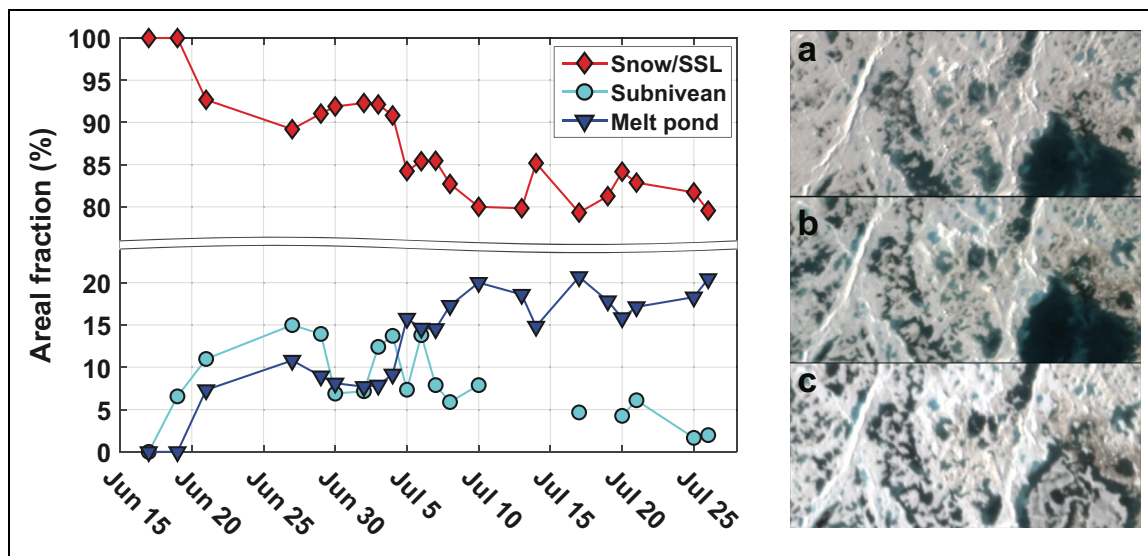 100
95
90
85
80
20
15
10
5
0
Areal fraction (%)
Snow/SSL
Subnivean
Melt pond
Jun 15
Jun 20
Jun 25
Jun 30
Jul 5
Jul 10
Jul 15
Jul 20
Jul 25
a
b
c